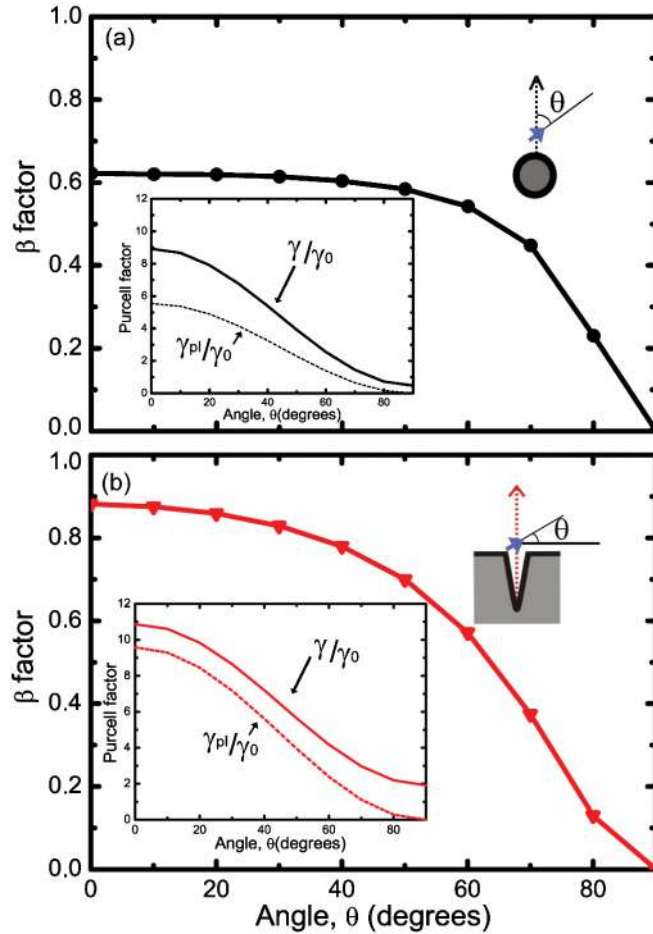 (a)
1.0
0.8
0.6
0.4
0.2
0.0
β factor
θ
12
10
8
6
4
2
0
Purcell factor
γ/γ0
γpl/γ0
0 20 40 60 80
Angle, θ(degrees)
(b)
1.0
0.8
0.6
0.4
0.2
0.0
β factor
θ
12
10
8
6
4
2
0
Purcell factor
γ/γ0
γpl/γ0
0 20 40 60 80
Angle, θ(degrees)
0 20 40 60 80
Angle, θ (degrees)